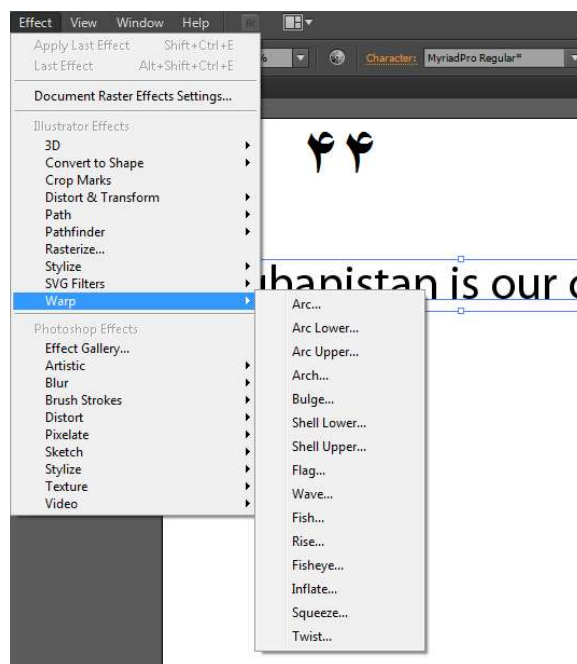 Effect View Window Help
Apply Last Effect Shift+Ctrl+E
Last Effect Alt+Shift+Ctrl+E
Document Raster Effects Settings...
Illustrator Effects
3D
Convert to Shape
Crop Marks
Distort & Transform
Path
Pathfinder
Rasterize...
Stylize
SVG Filters
Warp
Photoshop Effects
Effect Gallery...
Artistic
Blur
Brush Strokes
Distort
Pixelate
Sketch
Stylize
Texture
Video
Br
% Character: MyriadPro Regular*
۴۴
hanistan is our
Arc...
Arc Lower...
Arc Upper...
Arch...
Bulge...
Shell Lower...
Shell Upper...
Flag...
Wave...
Fish...
Rise...
Fisheye...
Inflate...
Squeeze...
Twist...